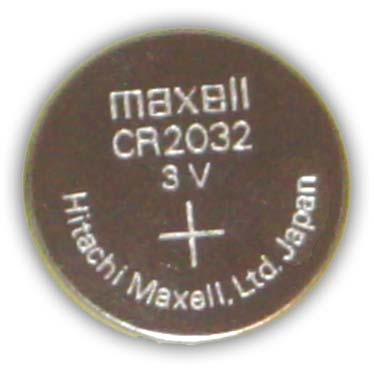 maxell
CR2032
3 V
+
Hitachi Maxell, Ltd. Japan